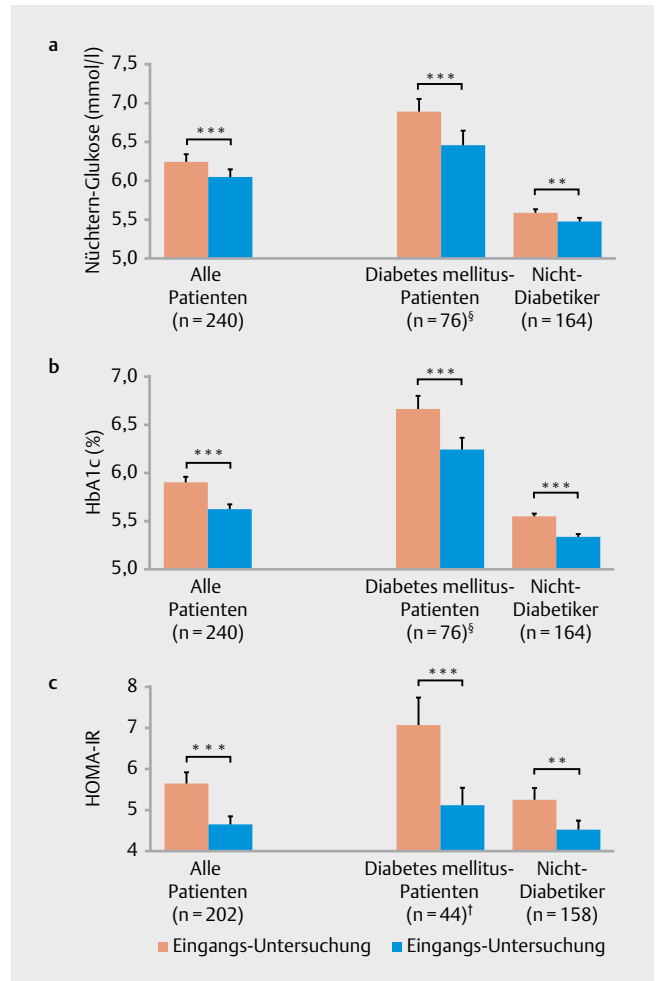 a
Nüchtern-Glukose (mmol/l)
7,5
7,0
6,5
6,0
5,5
5,0
***
***
**
Alle
Patienten
(n = 240)
Diabetes mellitus-
Patienten
(n = 76)§
Nicht-
Diabetiker
(n = 164)
b
HbA1c (%)
7,0
6,5
6,0
5,5
5,0
***
***
***
Alle
Patienten
(n = 240)
Diabetes mellitus-
Patienten
(n = 76)§
Nicht-
Diabetiker
(n = 164)
c
HOMA-IR
8
7
6
5
4
***
***
**
Alle
Patienten
(n = 202)
Diabetes mellitus-
Patienten
(n = 44)†
Nicht-
Diabetiker
(n = 158)
Eingangs-Untersuchung Eingangs-Untersuchung